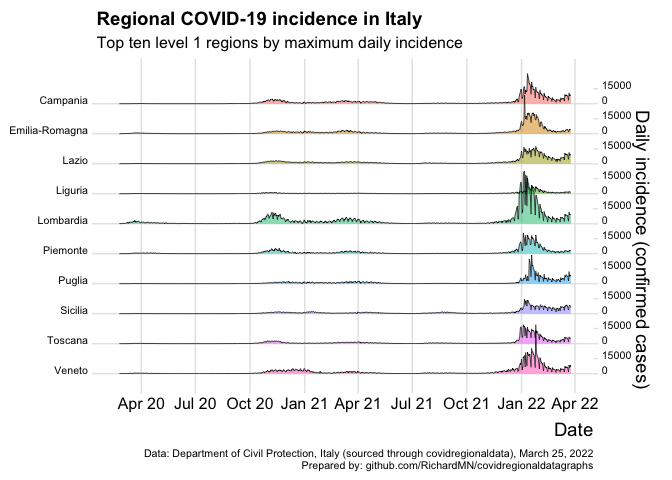 Regional COVID-19 incidence in Italy
Top ten level 1 regions by maximum daily incidence
Campania
15000
0
Emilia-Romagna
15000
0
Lazio
15000
0
Liguria
15000
0
Lombardia
15000
0
Piemonte
15000
0
Puglia
15000
0
Sicilia
15000
0
Toscana
15000
0
Veneto
15000
0
Daily incidence (confirmed cases)
Apr 20 Jul 20 Oct 20 Jan 21 Apr 21 Jul 21 Oct 21 Jan 22 Apr 22
Date
Data: Department of Civil Protection, Italy (sourced through covidregionaldata), March 25, 2022
Prepared by: github.com/RichardMN/covidregionaldatagraphs